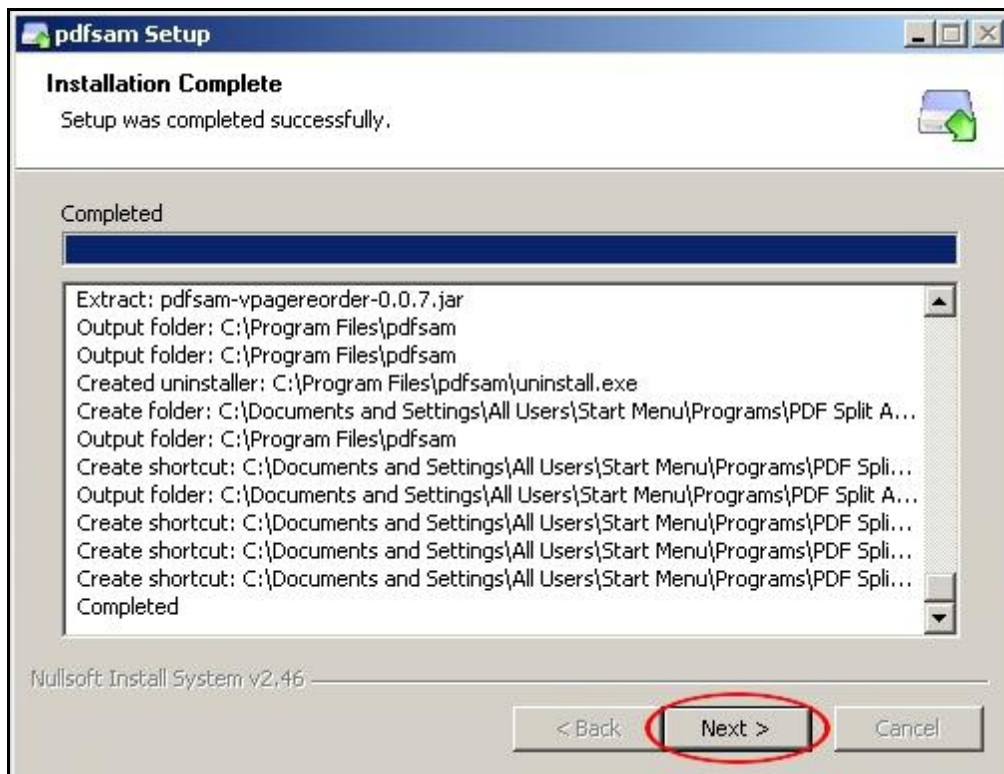 pdfsam Setup
Installation Complete
Setup was completed successfully.
Completed
Extract: pdfsam-vpagereorder-0.0.7.jar
Output folder: C:\Program Files\pdfsam
Output folder: C:\Program Files\pdfsam
Created uninstaller: C:\Program Files\pdfsam\uninstall.exe
Create folder: C:\Documents and Settings\All Users\Start Menu\Programs\PDF Split A...
Output folder: C:\Program Files\pdfsam
Create shortcut: C:\Documents and Settings\All Users\Start Menu\Programs\PDF Spli...
Output folder: C:\Documents and Settings\All Users\Start Menu\Programs\PDF Split A...
Create shortcut: C:\Documents and Settings\All Users\Start Menu\Programs\PDF Spli...
Create shortcut: C:\Documents and Settings\All Users\Start Menu\Programs\PDF Spli...
Create shortcut: C:\Documents and Settings\All Users\Start Menu\Programs\PDF Spli...
Completed
Nullsoft Install System v2.46
< Back Next > Cancel